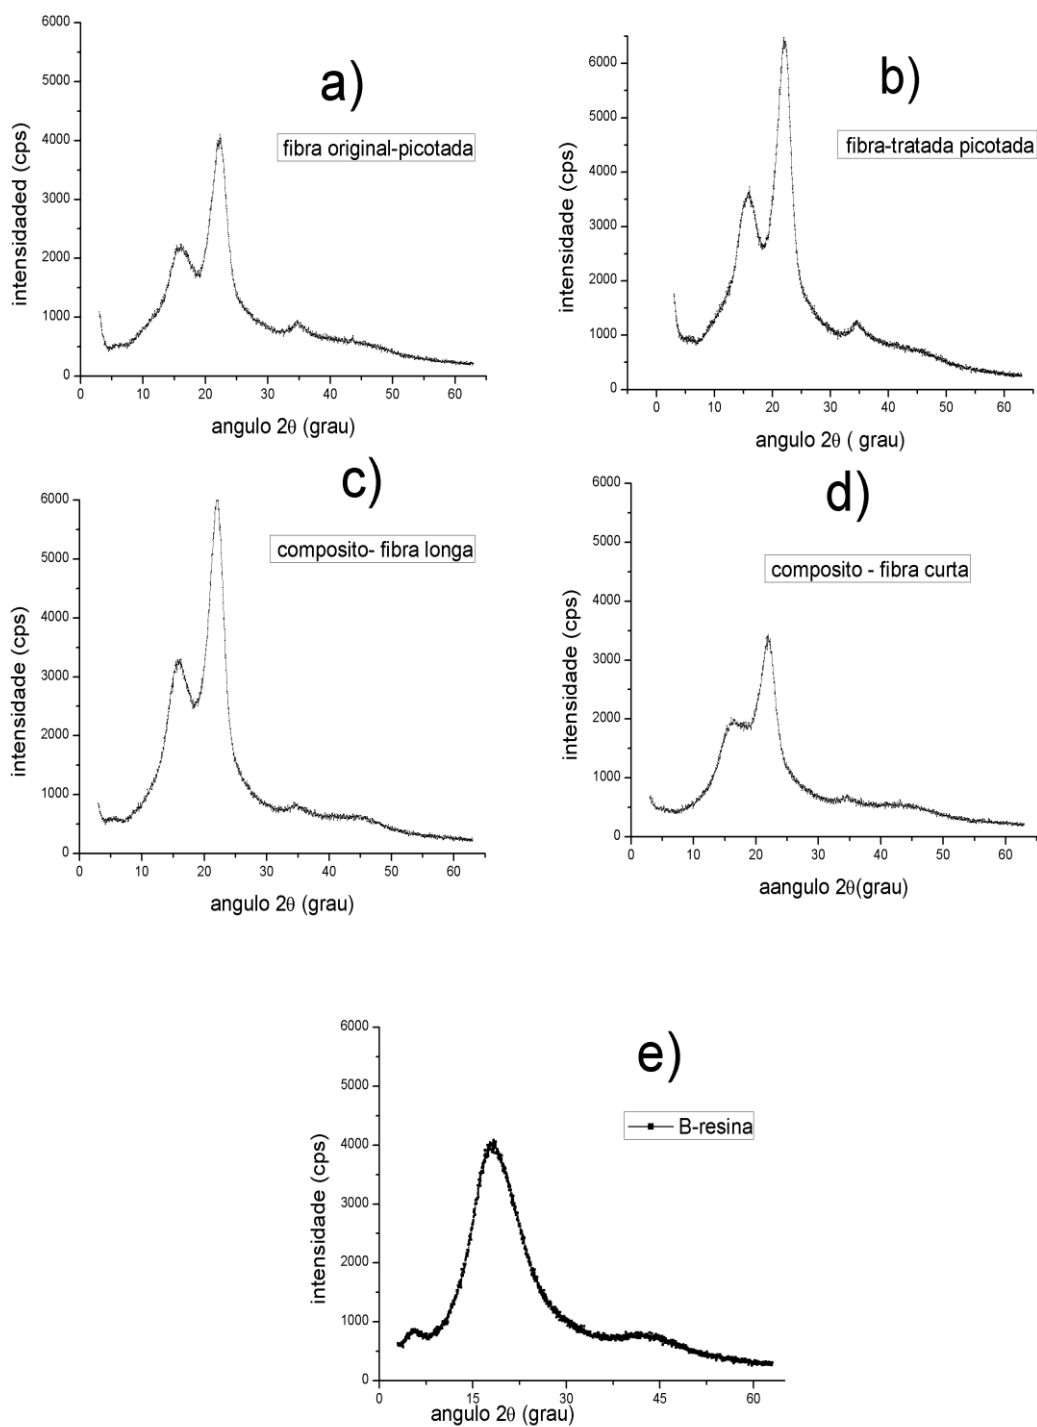 a)
fibra original-picotada
intensidaded (cps)
6000
5000
4000
3000
2000
1000
0
0 10 20 30 40 50 60
angulo 2θ (grau)
b)
fibra-tratada picotada
intensidade (cps)
6000
5000
4000
3000
2000
1000
0
0 10 20 30 40 50 60
angulo 2θ ( grau)
c)
composito- fibra longa
intensidade (cps)
6000
5000
4000
3000
2000
1000
0
0 10 20 30 40 50 60
angulo 2θ (grau)
d)
composito - fibra curta
intensidade (cps)
6000
5000
4000
3000
2000
1000
0
0 10 20 30 40 50 60
aangulo 2θ(grau)
e)
B-resina
intensidade (cps)
6000
5000
4000
3000
2000
1000
0
0 15 30 45 60
angulo 2θ (grau)